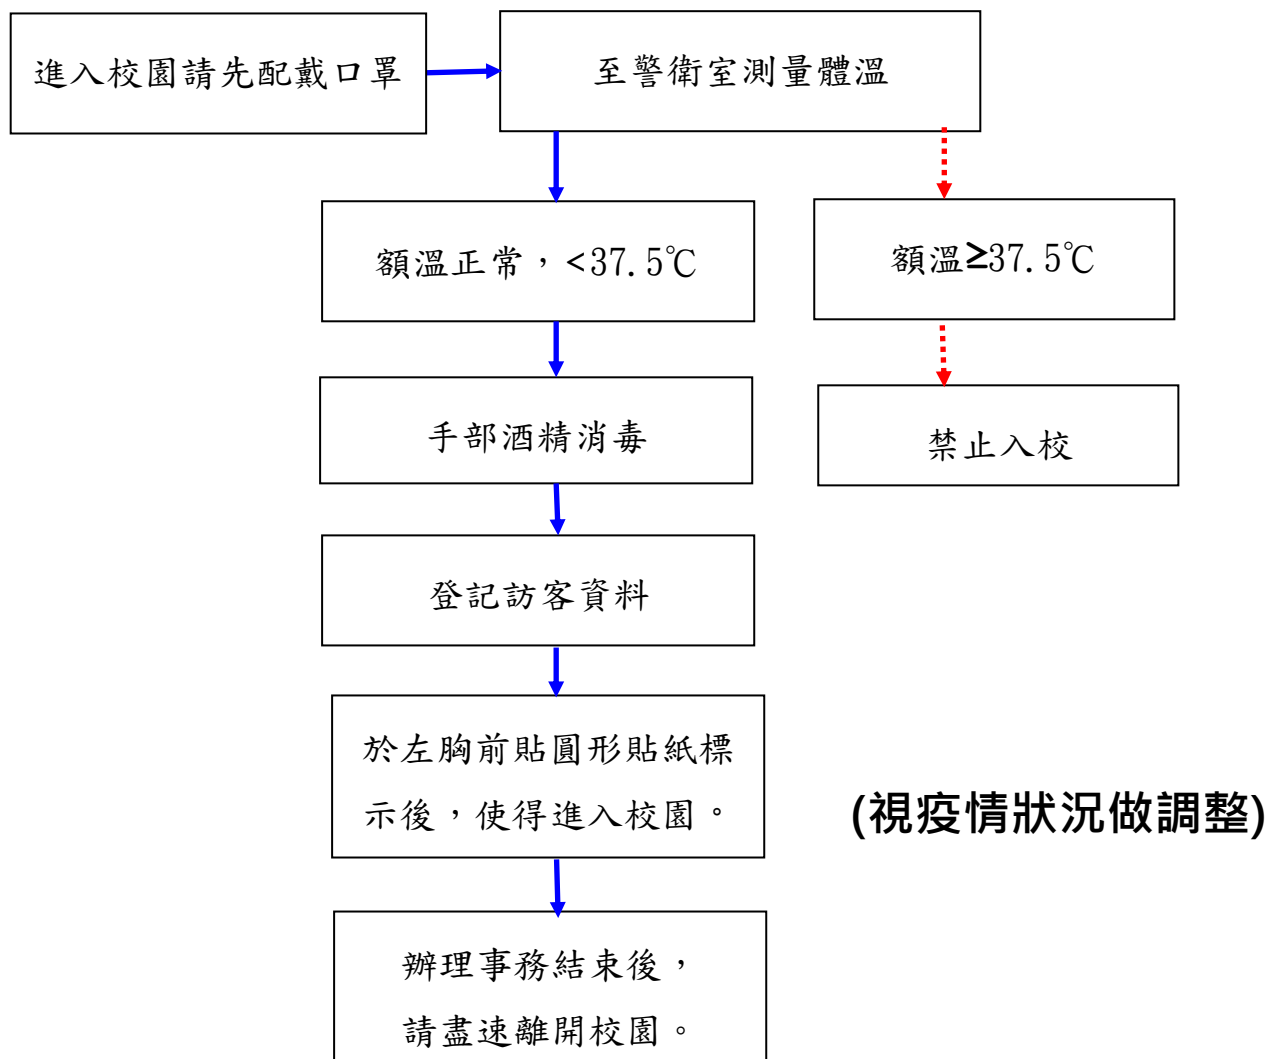 進入校園請先配戴口罩
至警衛室測量體溫
額溫正常，<37.5℃
額溫≥37.5℃
手部酒精消毒
禁止入校
登記訪客資料
於左胸前貼圓形貼紙標
示後，使得進入校園。
(視疫情狀況做調整)
辦理事務結束後，
請盡速離開校園。